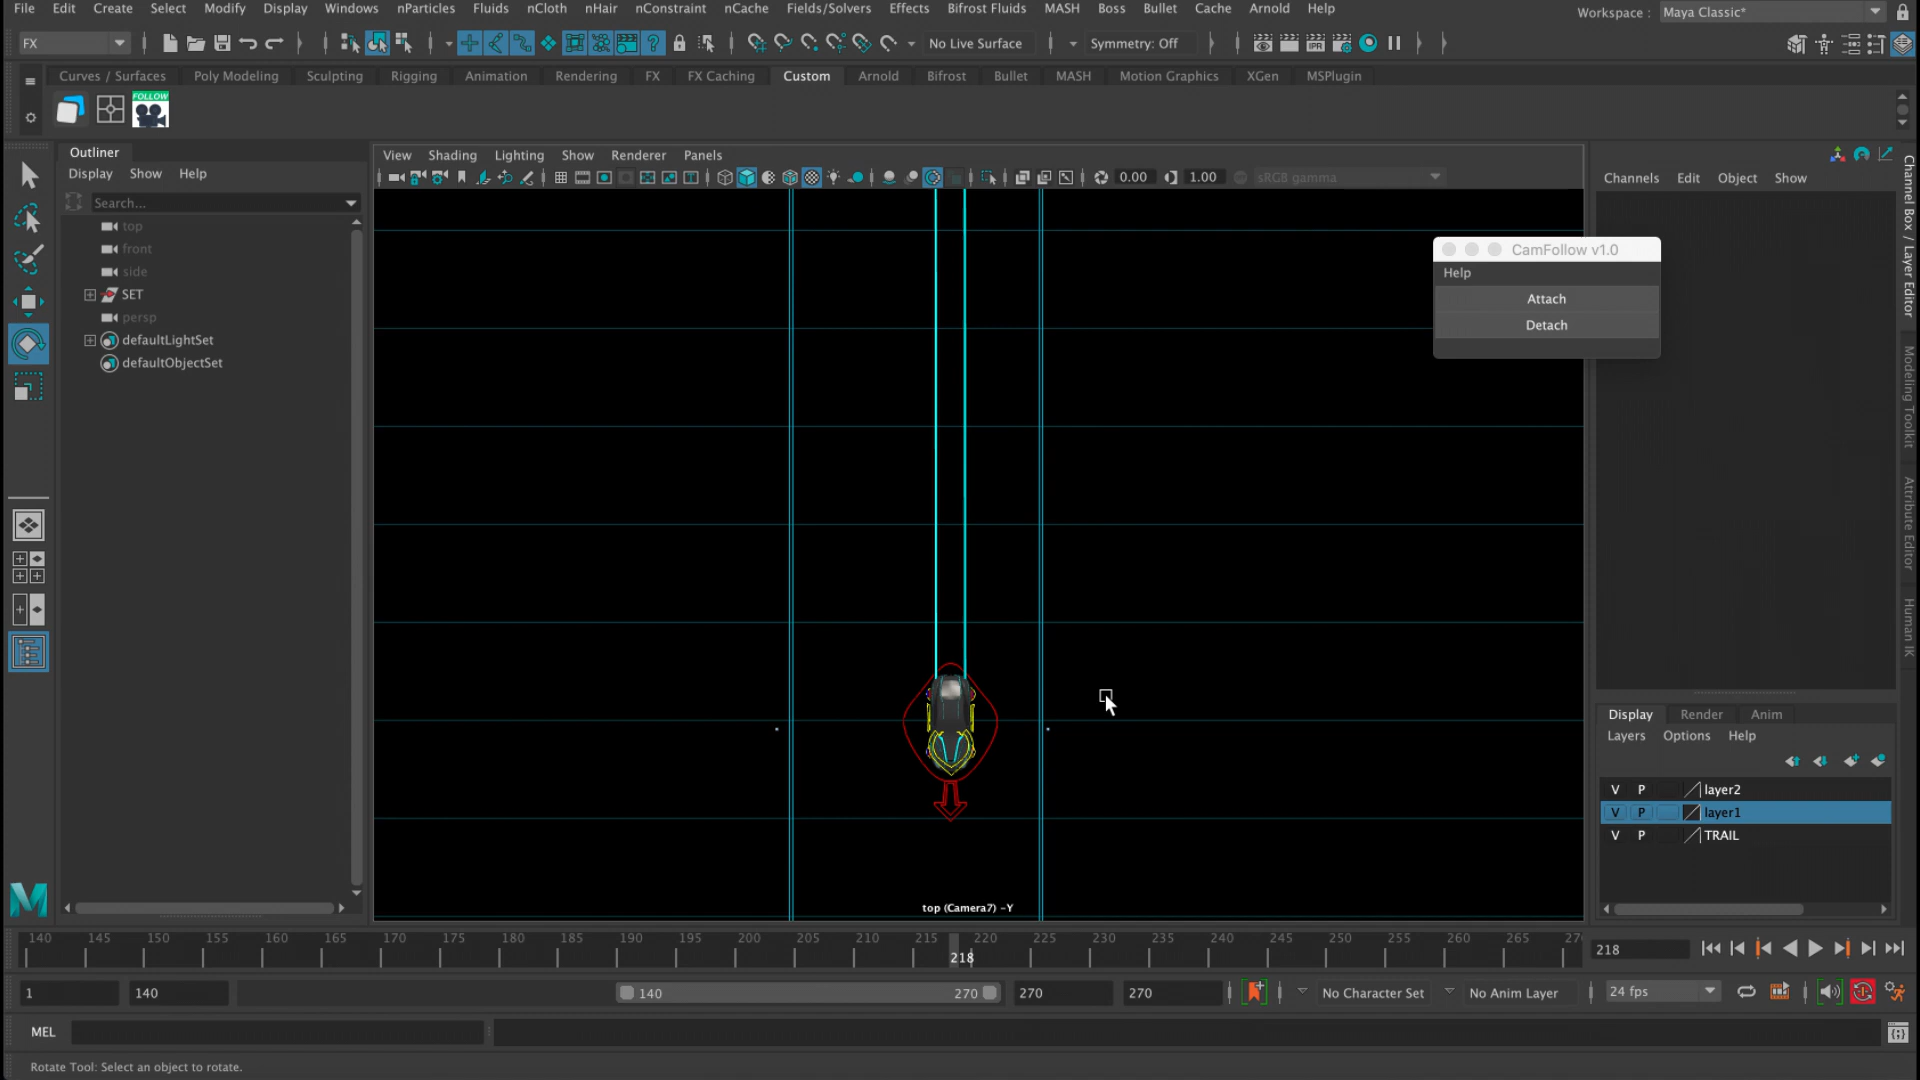 File Edit Create Select Modify Display Windows nParticles Fluids nCloth nHair nConstraint nCache Fields/Solvers Effects Bifrost Fluids MASH Boss Bullet Cache Arnold Help
Workspace : Maya Classic*
FX
No Live Surface
Symmetry: Off
IPR
Curves / Surfaces Poly Modeling Sculpting Rigging Animation Rendering FX FX Caching Custom Arnold Bifrost Bullet MASH Motion Graphics XGen MSPlugin
FOLLOW
Outliner
Display Show Help
Search...
top
front
side
SET
persp
defaultLightSet
defaultObjectSet
View Shading Lighting Show Renderer Panels
0.00
1.00
sRGB gamma
top (Camera7) -Y
CamFollow v1.0
Help
Attach
Detach
Channels Edit Object Show
Channel Box / Layer Editor
Modeling Toolkit
Attribute Editor
Human IK
Display Render Anim
Layers Options Help
V P layer2
V P layer1
V P TRAIL
140 145 150 155 160 165 170 175 180 185 190 195 200 205 210 215 220 225 230 235 240 245 250 255 260 265 27
218
218
1
140
140
270
270
270
No Character Set
No Anim Layer
24 fps
MEL
Rotate Tool: Select an object to rotate.